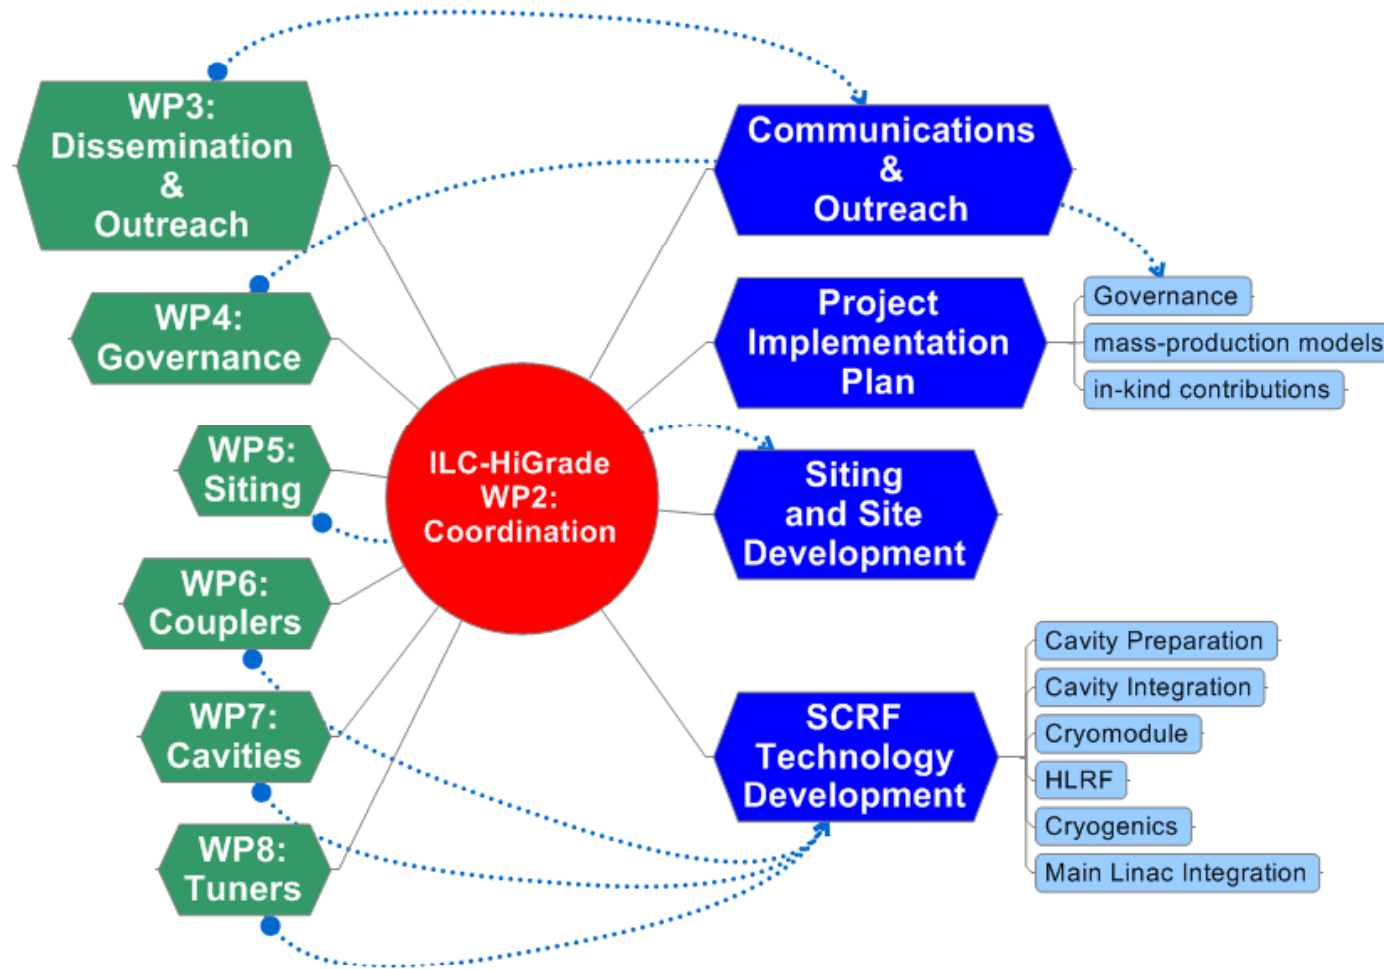 WP3:
Dissemination
&
Outreach
WP4:
Governance
WP5:
Siting
WP6:
Couplers
WP7:
Cavities
WP8:
Tuners
ILC-HiGrade
WP2:
Coordination
Communications
&
Outreach
Project
Implementation
Plan
Governance
mass-production models
in-kind contributions
Siting
and Site
Development
SCRF
Technology
Development
Cavity Preparation
Cavity Integration
Cryomodule
HLRF
Cryogenics
Main Linac Integration